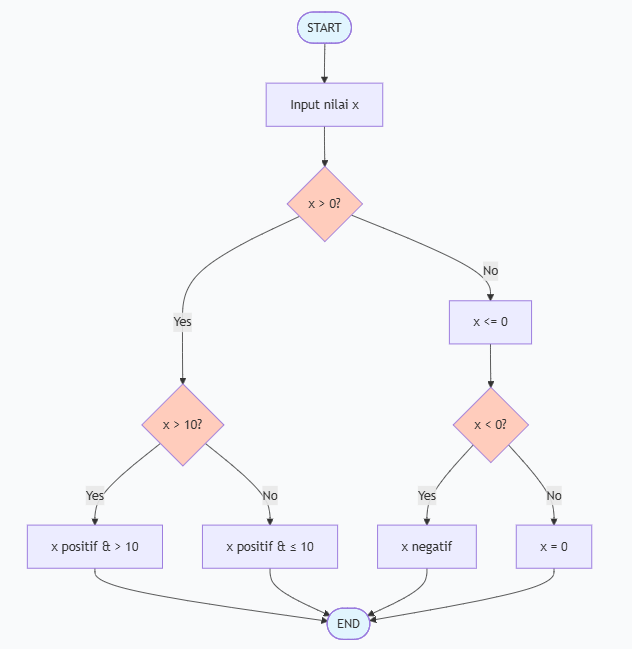 START
Input nilai x
x > 0?
No
Yes
x <= 0
x > 10?
x < 0?
Yes
No
Yes
No
x positif & > 10
x positif & ≤ 10
x negatif
x = 0
END